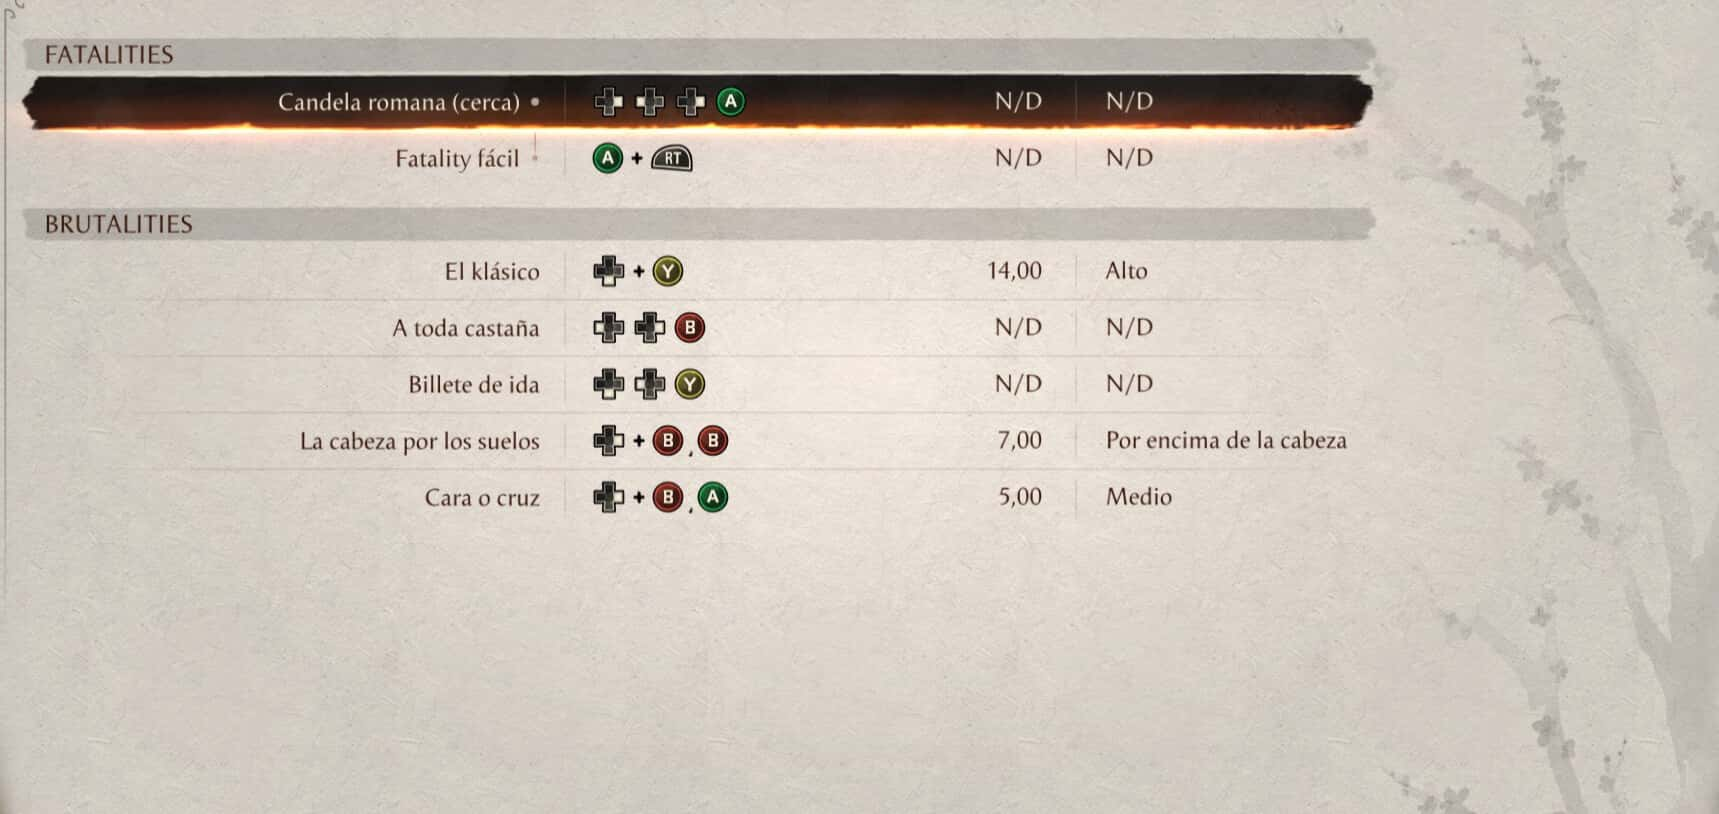 FATALITIES
Candela romana (cerca) A N/D N/D
Fatality fácil A + RT N/D N/D
BRUTALITIES
El klásico + Y 14,00 Alto
A toda castaña B N/D N/D
Billete de ida Y N/D N/D
La cabeza por los suelos + B , B 7,00 Por encima de la cabeza
Cara o cruz + B , A 5,00 Medio